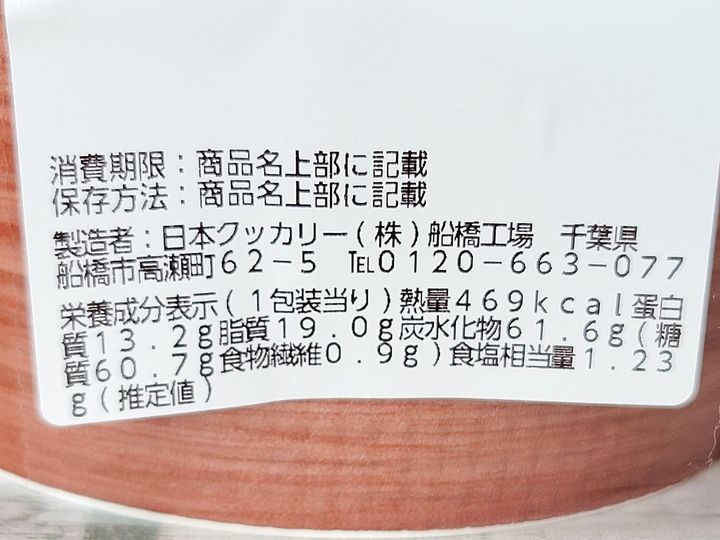 消費期限：商品名上部に記載
保存方法：商品名上部に記載
製造者：日本クッカリー（株）船橋工場　千葉県
船橋市高瀬町６２－５　TEL０１２０－６６３－０７７
栄養成分表示（１包装当り）熱量４６９ｋｃａｌ蛋白
質１３．２ｇ脂質１９．０ｇ炭水化物６１．６ｇ（糖
質６０．７ｇ食物繊維０．９ｇ）食塩相当量１．２３
ｇ（推定値）